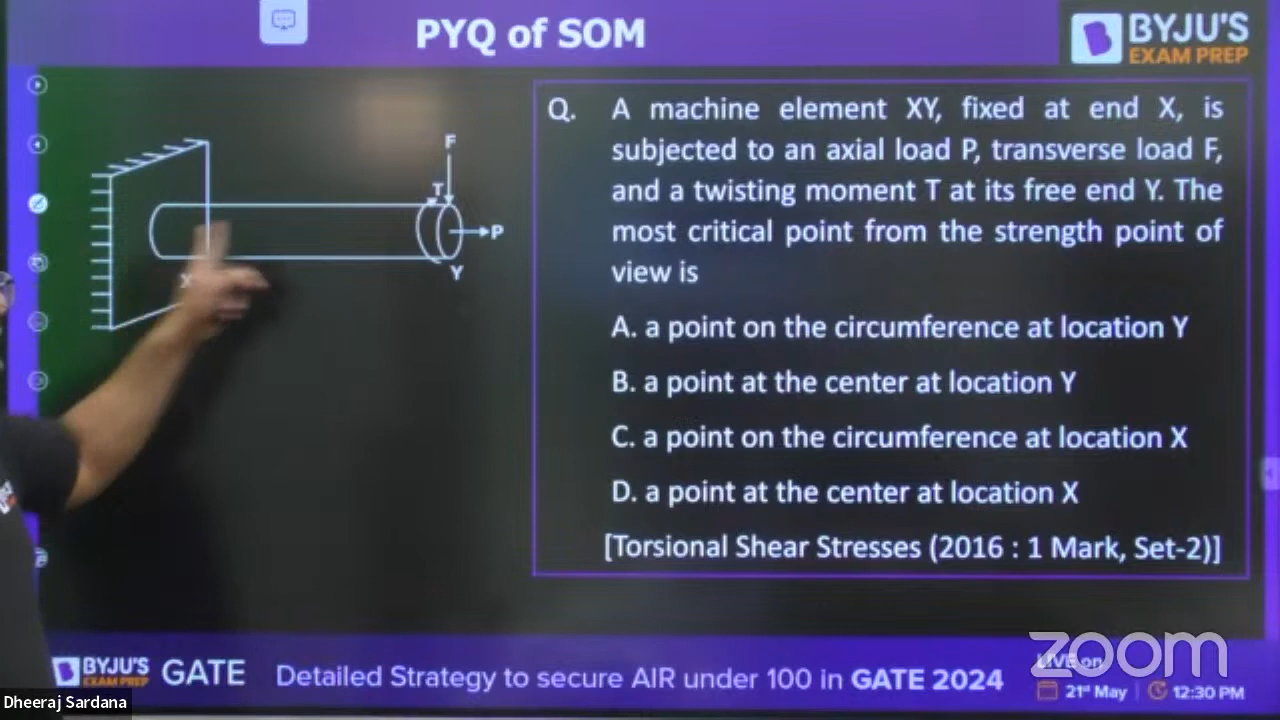 PYQ of SOM
BYJU'S
EXAM PREP
Q. A machine element XY, fixed at end X, is
subjected to an axial load P, transverse load F,
and a twisting moment T at its free end Y. The
most critical point from the strength point of
view is
A. a point on the circumference at location Y
B. a point at the center at location Y
C. a point on the circumference at location X
D. a point at the center at location X
[Torsional Shear Stresses (2016 : 1 Mark, Set-2)]
F
T
P
Y
X
BYJU'S
EXAM PREP
GATE
Detailed Strategy to secure AIR under 100 in GATE 2024
LIVE on
21st May
12:30 PM
zoom
Dheeraj Sardana